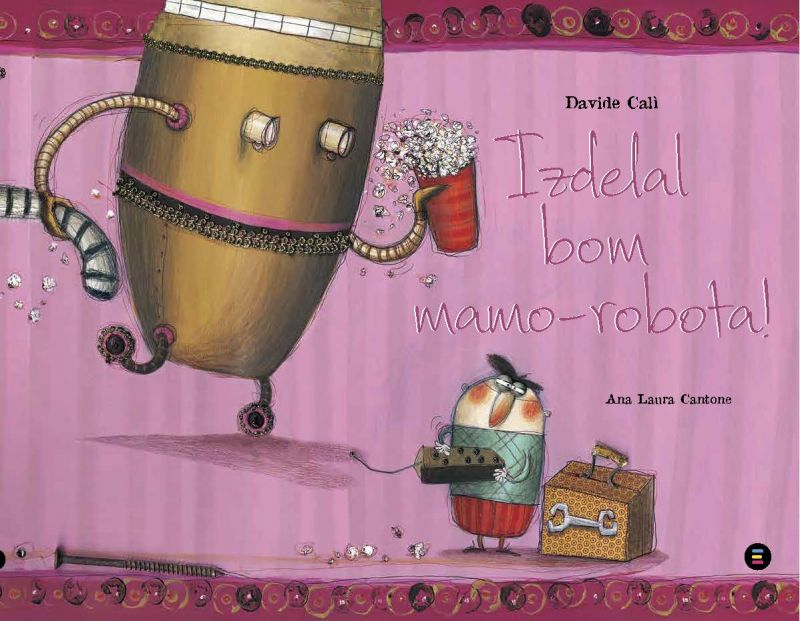 Davide Calì
Izdelal
bom
mamo-robota!
Ana Laura Cantone